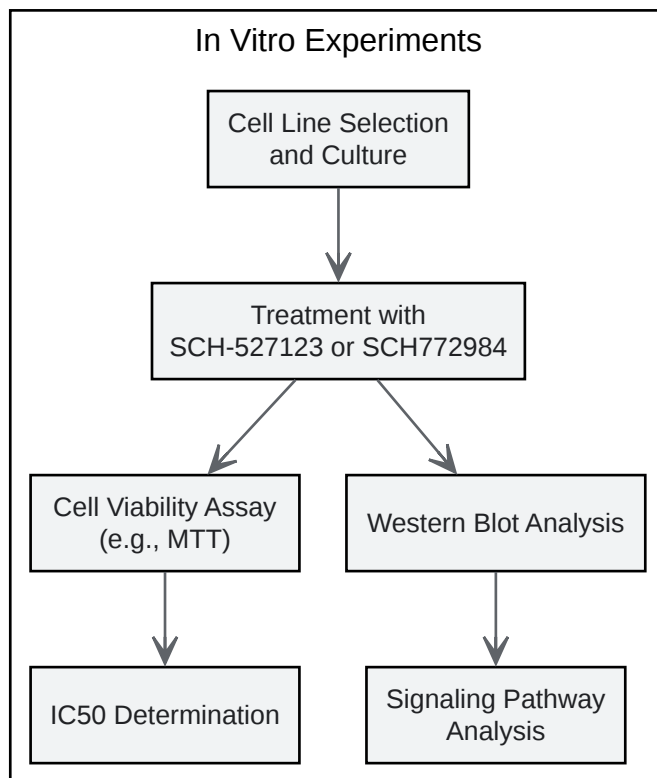 In Vitro Experiments
Cell Line Selection
and Culture
Treatment with
SCH-527123 or SCH772984
Cell Viability Assay
(e.g., MTT)
Western Blot Analysis
IC50 Determination
Signaling Pathway
Analysis